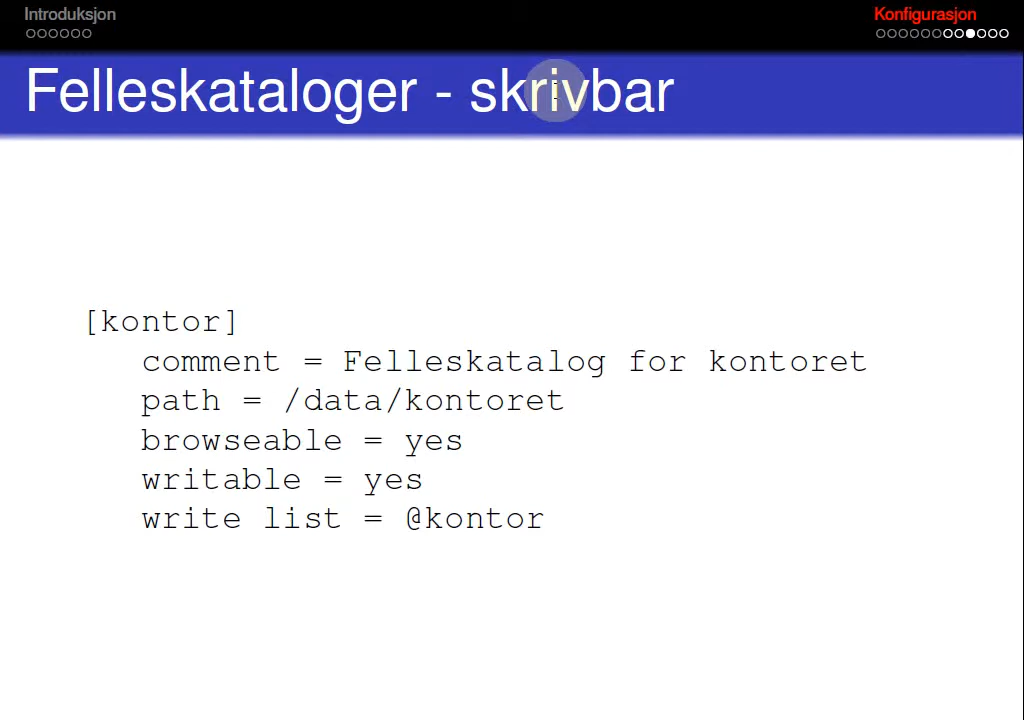 Introduksjon
Konfigurasjon
Felleskataloger - skrivbar
[kontor]
comment = Felleskatalog for kontoret
path = /data/kontoret
browseable = yes
writable = yes
write list = @kontor